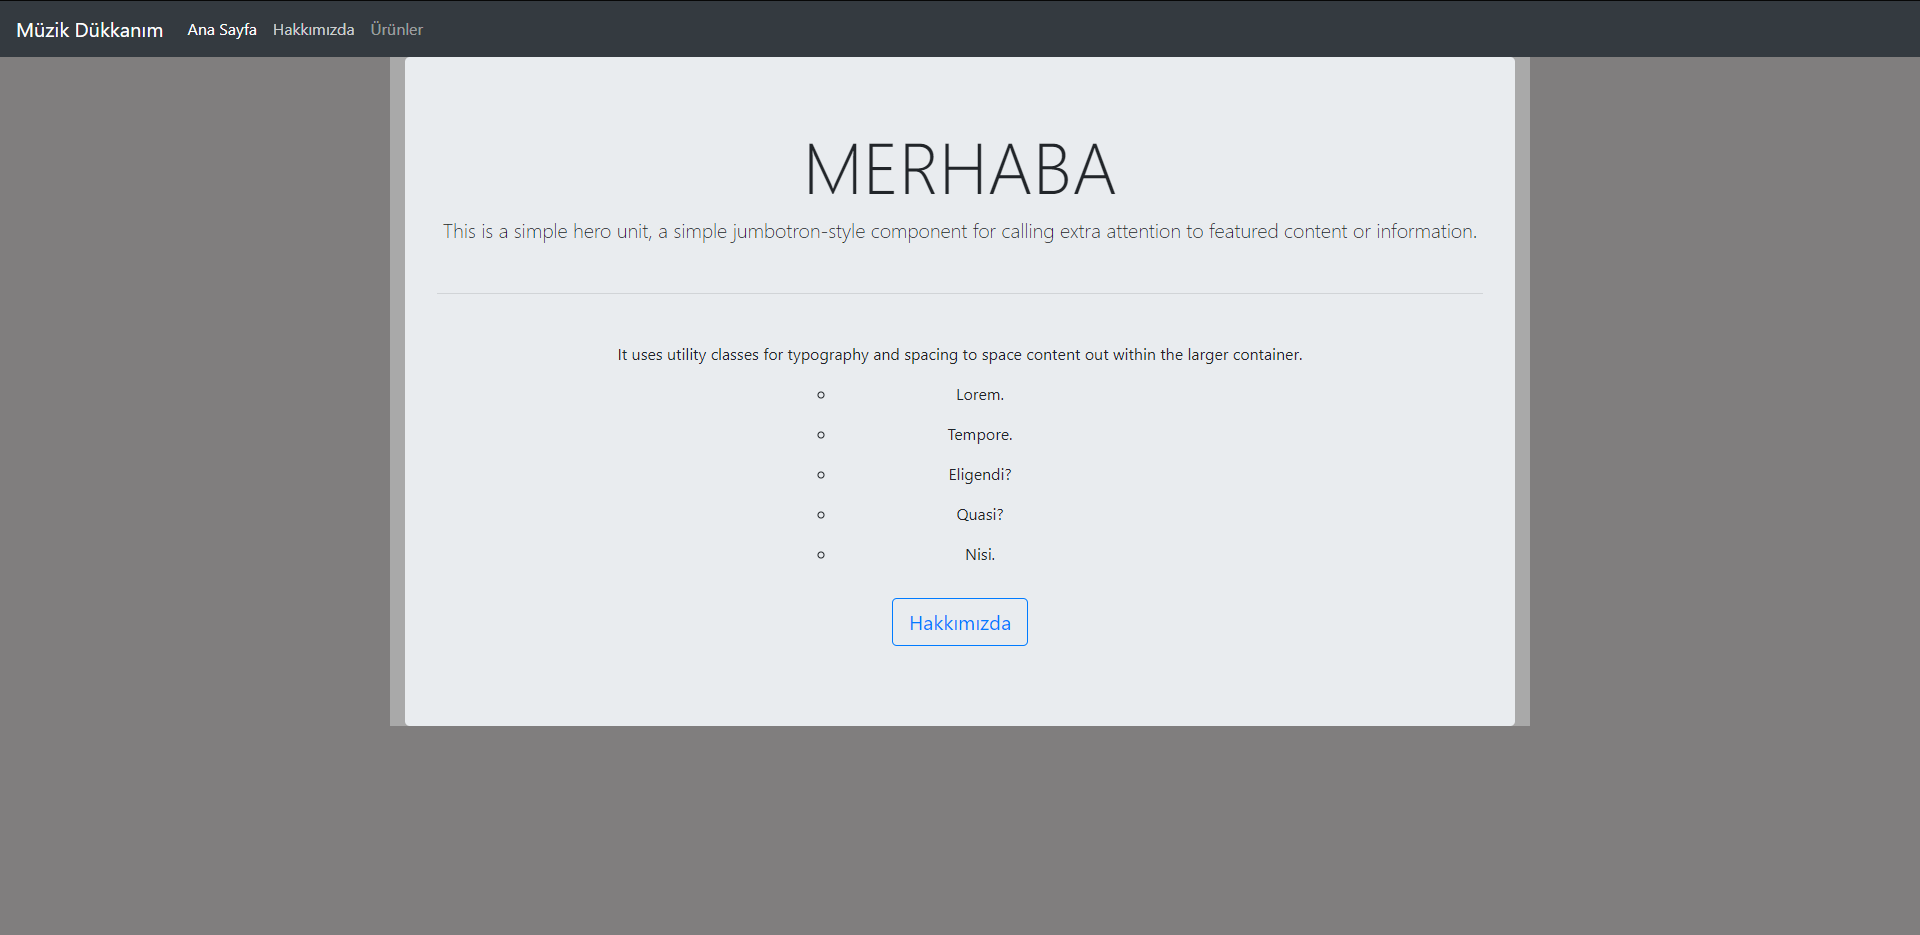 Müzik Dükkanım Ana Sayfa Hakkımızda Ürünler
MERHABA
This is a simple hero unit, a simple jumbotron-style component for calling extra attention to featured content or information.
It uses utility classes for typography and spacing to space content out within the larger container.
Lorem.
Tempore.
Eligendi?
Quasi?
Nisi.
Hakkımızda